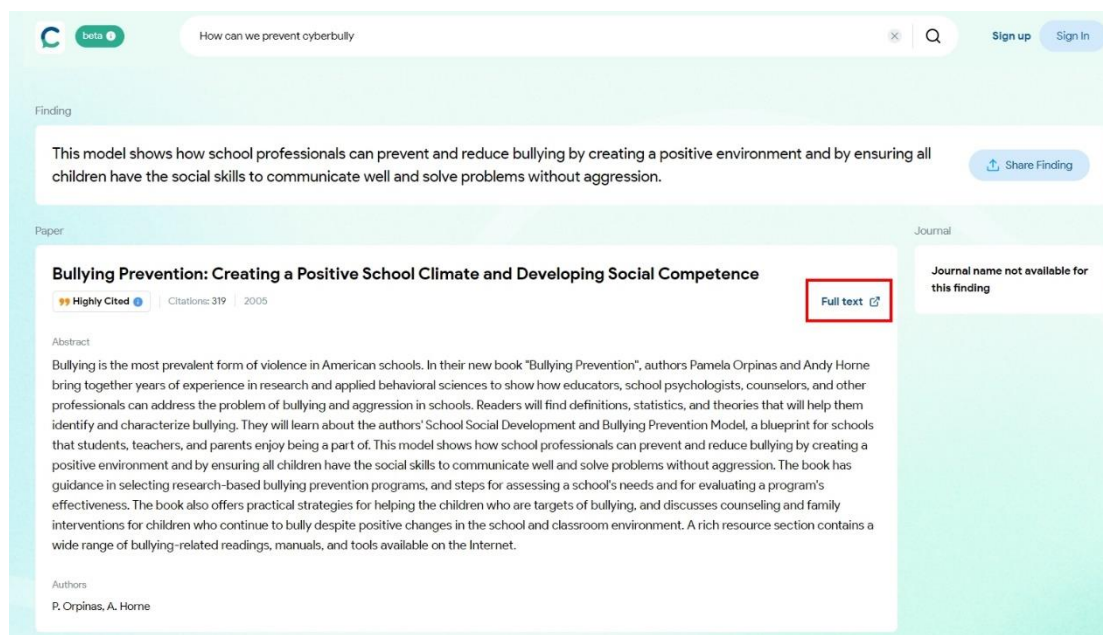 beta
How can we prevent cyberbully
Sign up
Sign In
Finding
This model shows how school professionals can prevent and reduce bullying by creating a positive environment and by ensuring all
children have the social skills to communicate well and solve problems without aggression.
Share Finding
Paper
Journal
Bullying Prevention: Creating a Positive School Climate and Developing Social Competence
Highly Cited
Citations: 319
2005
Full text
Journal name not available for
this finding
Abstract
Bullying is the most prevalent form of violence in American schools. In their new book "Bullying Prevention", authors Pamela Orpinas and Andy Horne
bring together years of experience in research and applied behavioral sciences to show how educators, school psychologists, counselors, and other
professionals can address the problem of bullying and aggression in schools. Readers will find definitions, statistics, and theories that will help them
identify and characterize bullying. They will learn about the authors' School Social Development and Bullying Prevention Model, a blueprint for schools
that students, teachers, and parents enjoy being a part of. This model shows how school professionals can prevent and reduce bullying by creating a
positive environment and by ensuring all children have the social skills to communicate well and solve problems without aggression. The book has
guidance in selecting research-based bullying prevention programs, and steps for assessing a school's needs and for evaluating a program's
effectiveness. The book also offers practical strategies for helping the children who are targets of bullying, and discusses counseling and family
interventions for children who continue to bully despite positive changes in the school and classroom environment. A rich resource section contains a
wide range of bullying-related readings, manuals, and tools available on the Internet.
Authors
P. Orpinas, A. Horne